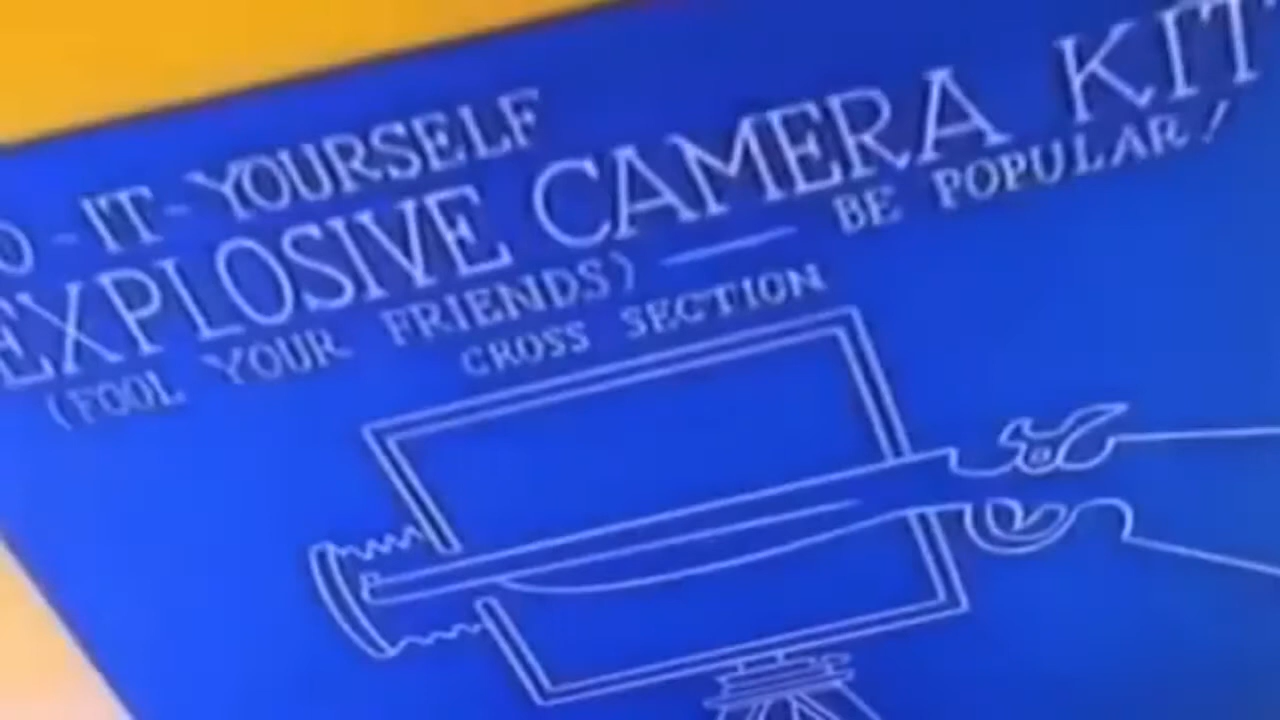 O-IT-YOURSELF
EXPLOSIVE CAMERA KIT
(FOOL YOUR FRIENDS) — BE POPULAR!
CROSS SECTION